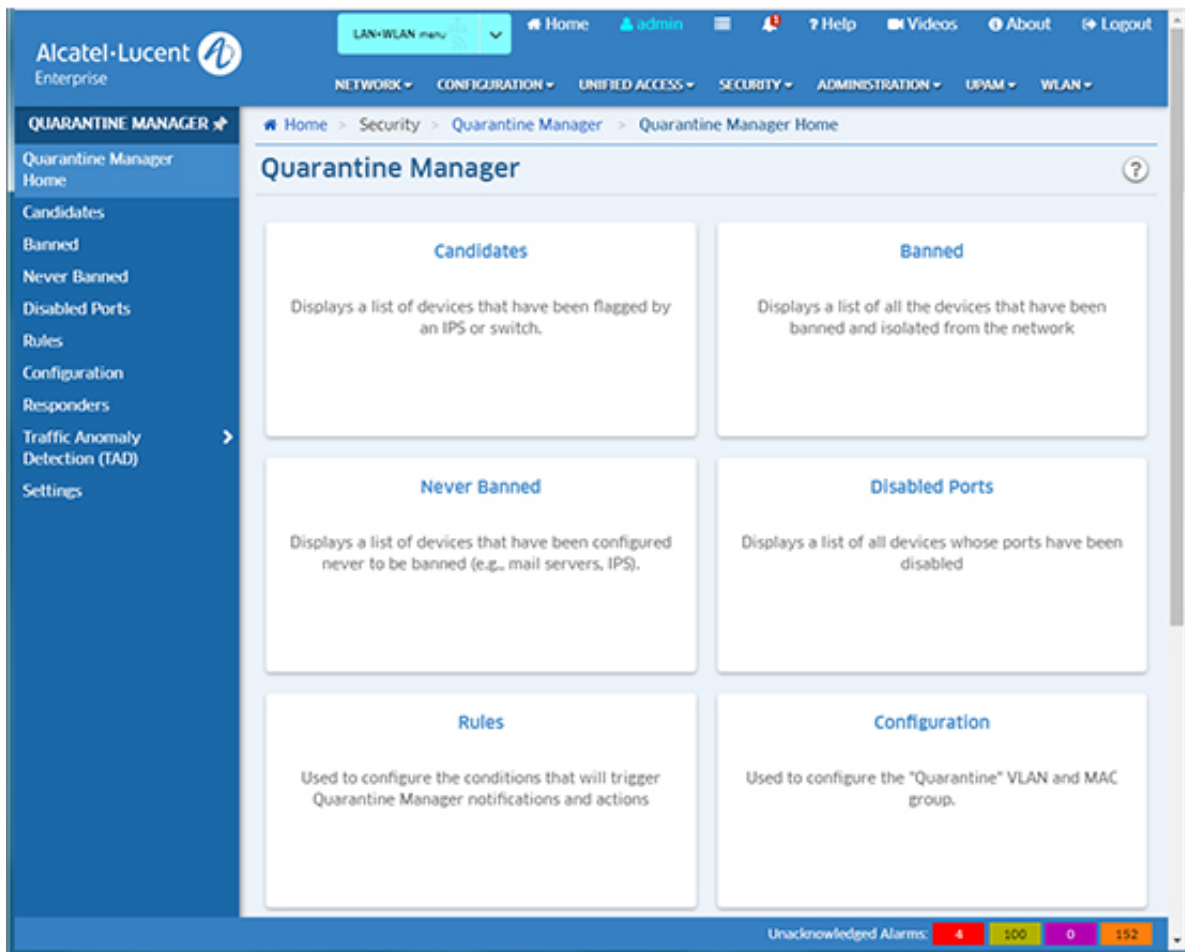 Alcatel·Lucent
Enterprise
LAN+WLAN menu
Home
admin
1
? Help
Videos
About
Logout
NETWORK
CONFIGURATION
UNIFIED ACCESS
SECURITY
ADMINISTRATION
UPAM
WLAN
QUARANTINE MANAGER
Home > Security > Quarantine Manager > Quarantine Manager Home
Quarantine Manager
Home
Candidates
Banned
Never Banned
Disabled Ports
Rules
Configuration
Responders
Traffic Anomaly
Detection (TAD)
Settings
Quarantine Manager
?
Candidates
Displays a list of devices that have been flagged by
an IPS or switch.
Banned
Displays a list of all the devices that have been
banned and isolated from the network
Never Banned
Displays a list of devices that have been configured
never to be banned (e.g., mail servers, IPS).
Disabled Ports
Displays a list of all devices whose ports have been
disabled
Rules
Used to configure the conditions that will trigger
Quarantine Manager notifications and actions
Configuration
Used to configure the "Quarantine" VLAN and MAC
group.
Unacknowledged Alarms: 4 100 0 152